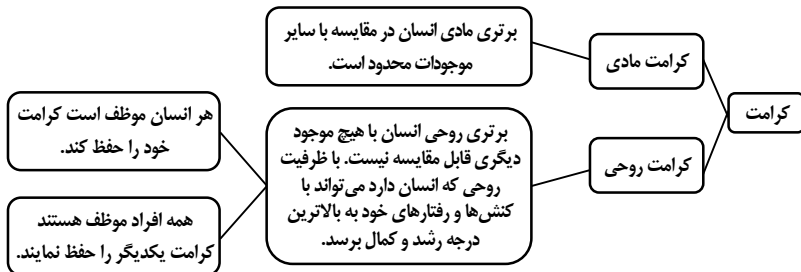 کرامت
کرامت مادی
برتری مادی انسان در مقایسه با سایر
موجودات محدود است.
کرامت روحی
برتری روحی انسان با هیچ موجود
دیگری قابل مقایسه نیست. با ظرفیت
روحی که انسان دارد می‌تواند با
کنش‌ها و رفتارهای خود به بالاترین
درجه رشد و کمال برسد.
هر انسان موظف است کرامت
خود را حفظ کند.
همه افراد موظف هستند
کرامت یکدیگر را حفظ نمایند.